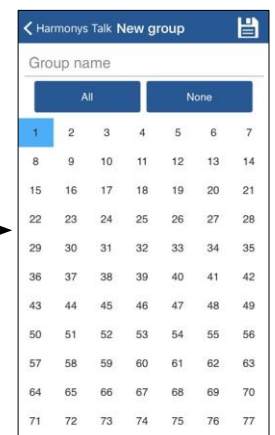 Harmonys Talk New group
Group name
All None
1 2 3 4 5 6 7
8 9 10 11 12 13 14
15 16 17 18 19 20 21
22 23 24 25 26 27 28
29 30 31 32 33 34 35
36 37 38 39 40 41 42
43 44 45 46 47 48 49
50 51 52 53 54 55 56
57 58 59 60 61 62 63
64 65 66 67 68 69 70
71 72 73 74 75 76 77